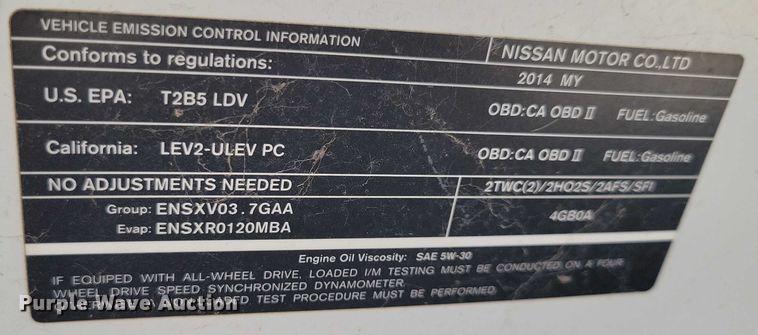 VEHICLE EMISSION CONTROL INFORMATION
NISSAN MOTOR CO.,LTD
Conforms to regulations:
2014 MY
U.S. EPA: T2B5 LDV OBD:CA OBD II FUEL:Gasoline
California: LEV2-ULEV PC OBD:CA OBD II FUEL:Gasoline
NO ADJUSTMENTS NEEDED 2TWC(2)/2HO2S/2AFS/SFI
Group: ENSXV03.7GAA 4GB0A
Evap: ENSXR0120MBA
Engine Oil Viscosity: SAE 5W-30
IF EQUIPED WITH ALL-WHEEL DRIVE, LOADED I/M TESTING MUST BE CONDUCTED ON A FOUR
WHEEL DRIVE SPEED SYNCHRONIZED DYNAMOMETER.
TEST PROCEDURE MUST BE PERFORMED.
Purple Wave Auction